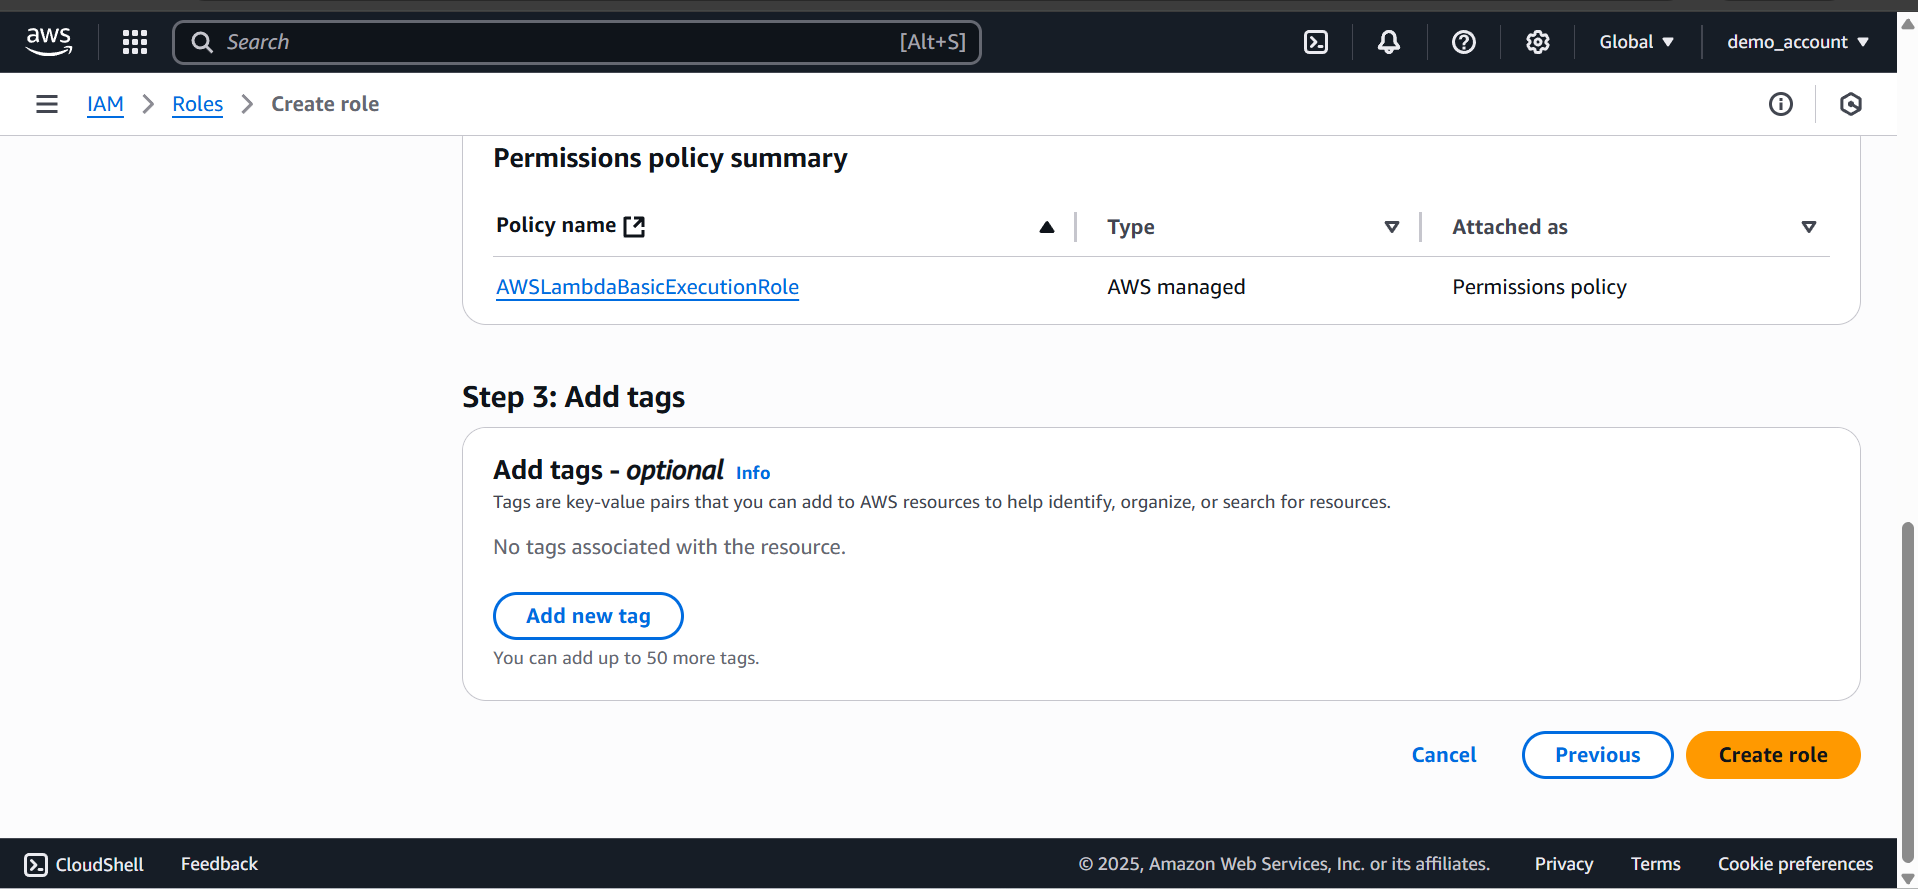 aws Search [Alt+S] Global demo_account
IAM Roles Create role
Permissions policy summary
Policy name Type Attached as
AWSLambdaBasicExecutionRole AWS managed Permissions policy
Step 3: Add tags
Add tags - optional Info
Tags are key-value pairs that you can add to AWS resources to help identify, organize, or search for resources.
No tags associated with the resource.
Add new tag
You can add up to 50 more tags.
Cancel Previous Create role
CloudShell Feedback © 2025, Amazon Web Services, Inc. or its affiliates. Privacy Terms Cookie preferences